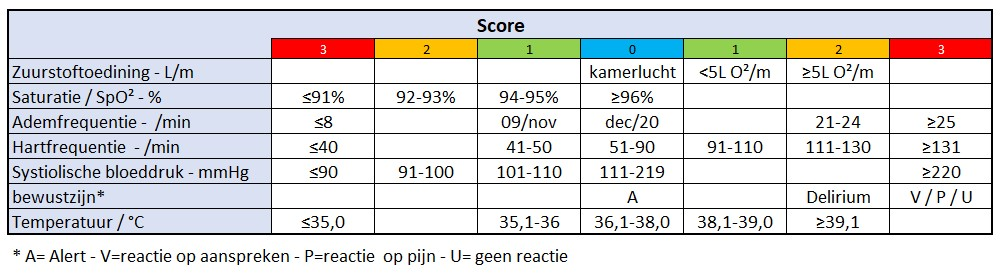 Score
3 2 1 0 1 2 3
Zuurstoftoedining - L/m kamerlucht <5L O²/m ≥5L O²/m
Saturatie / SpO² - % ≤91% 92-93% 94-95% ≥96%
Ademfrequentie - /min ≤8 09/nov dec/20 21-24 ≥25
Hartfrequentie - /min ≤40 41-50 51-90 91-110 111-130 ≥131
Systiolische bloeddruk - mmHg ≤90 91-100 101-110 111-219 ≥220
bewustzijn* A Delirium V / P / U
Temperatuur / °C ≤35,0 35,1-36 36,1-38,0 38,1-39,0 ≥39,1
* A= Alert - V=reactie op aanspreken - P=reactie op pijn - U= geen reactie